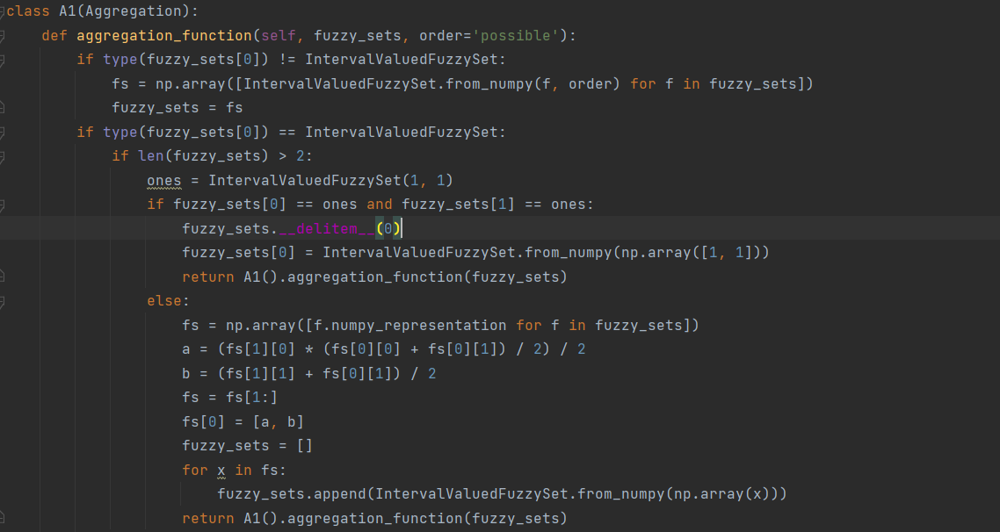 class A1(Aggregation):
    def aggregation_function(self, fuzzy_sets, order='possible'):
        if type(fuzzy_sets[0]) != IntervalValuedFuzzySet:
            fs = np.array([IntervalValuedFuzzySet.from_numpy(f, order) for f in fuzzy_sets])
            fuzzy_sets = fs
        if type(fuzzy_sets[0]) == IntervalValuedFuzzySet:
            if len(fuzzy_sets) > 2:
                ones = IntervalValuedFuzzySet(1, 1)
                if fuzzy_sets[0] == ones and fuzzy_sets[1] == ones:
                    fuzzy_sets.__delitem__(0)
                    fuzzy_sets[0] = IntervalValuedFuzzySet.from_numpy(np.array([1, 1]))
                    return A1().aggregation_function(fuzzy_sets)
                else:
                    fs = np.array([f.numpy_representation for f in fuzzy_sets])
                    a = (fs[1][0] * (fs[0][0] + fs[0][1]) / 2) / 2
                    b = (fs[1][1] + fs[0][1]) / 2
                    fs = fs[1:]
                    fs[0] = [a, b]
                    fuzzy_sets = []
                    for x in fs:
                        fuzzy_sets.append(IntervalValuedFuzzySet.from_numpy(np.array(x)))
                    return A1().aggregation_function(fuzzy_sets)